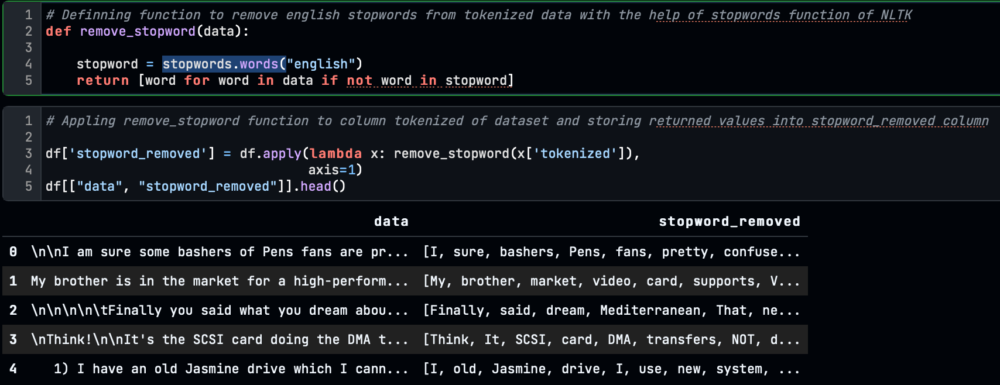 1 # Definning function to remove english stopwords from tokenized data with the help of stopwords function of NLTK
2 def remove_stopword(data):
3
4     stopword = stopwords.words("english")
5     return [word for word in data if not word in stopword]
1 # Appling remove_stopword function to column tokenized of dataset and storing returned values into stopword_removed column
2
3 df['stopword_removed'] = df.apply(lambda x: remove_stopword(x['tokenized']),
4                                   axis=1)
5 df[["data", "stopword_removed"]].head()
data stopword_removed
0 \n\nI am sure some bashers of Pens fans are pr... [I, sure, bashers, Pens, fans, pretty, confuse...
1 My brother is in the market for a high-perform... [My, brother, market, video, card, supports, V...
2 \n\n\n\n\tFinally you said what you dream abou... [Finally, said, dream, Mediterranean, That, ne...
3 \nThink!\n\nIt's the SCSI card doing the DMA t... [Think, It, SCSI, card, DMA, transfers, NOT, d...
4 1) I have an old Jasmine drive which I cann... [I, old, Jasmine, drive, I, use, new, system, ...